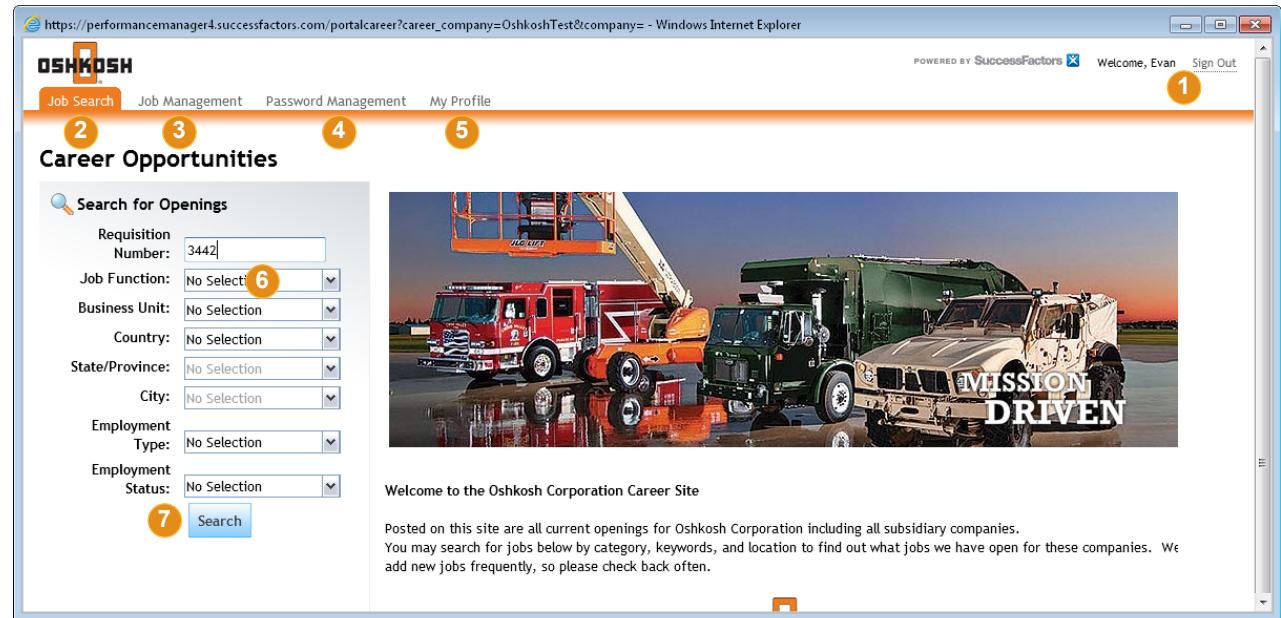 https://performancemanager4.successfactors.com/portalcareer?career_company=OshkoshTest&company= - Windows Internet Explorer
OSHKOSH
POWERED BY SuccessFactors
Welcome, Evan
Sign Out
1
Job Search
Job Management
Password Management
My Profile
2
3
4
5
Career Opportunities
Search for Openings
Requisition
Number:
3442
Job Function:
No Selecti
6
Business Unit:
No Selection
Country:
No Selection
State/Province:
No Selection
City:
No Selection
Employment
Type:
No Selection
Employment
Status:
No Selection
7
Search
JLG LIFT
MISSION
DRIVEN
Welcome to the Oshkosh Corporation Career Site
Posted on this site are all current openings for Oshkosh Corporation including all subsidiary companies.
You may search for jobs below by category, keywords, and location to find out what jobs we have open for these companies. We
add new jobs frequently, so please check back often.